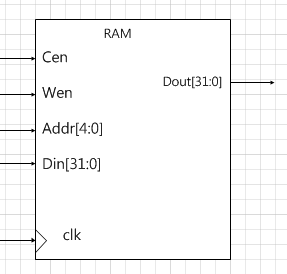 RAM
Cen
Dout[31:0]
Wen
Addr[4:0]
Din[31:0]
clk